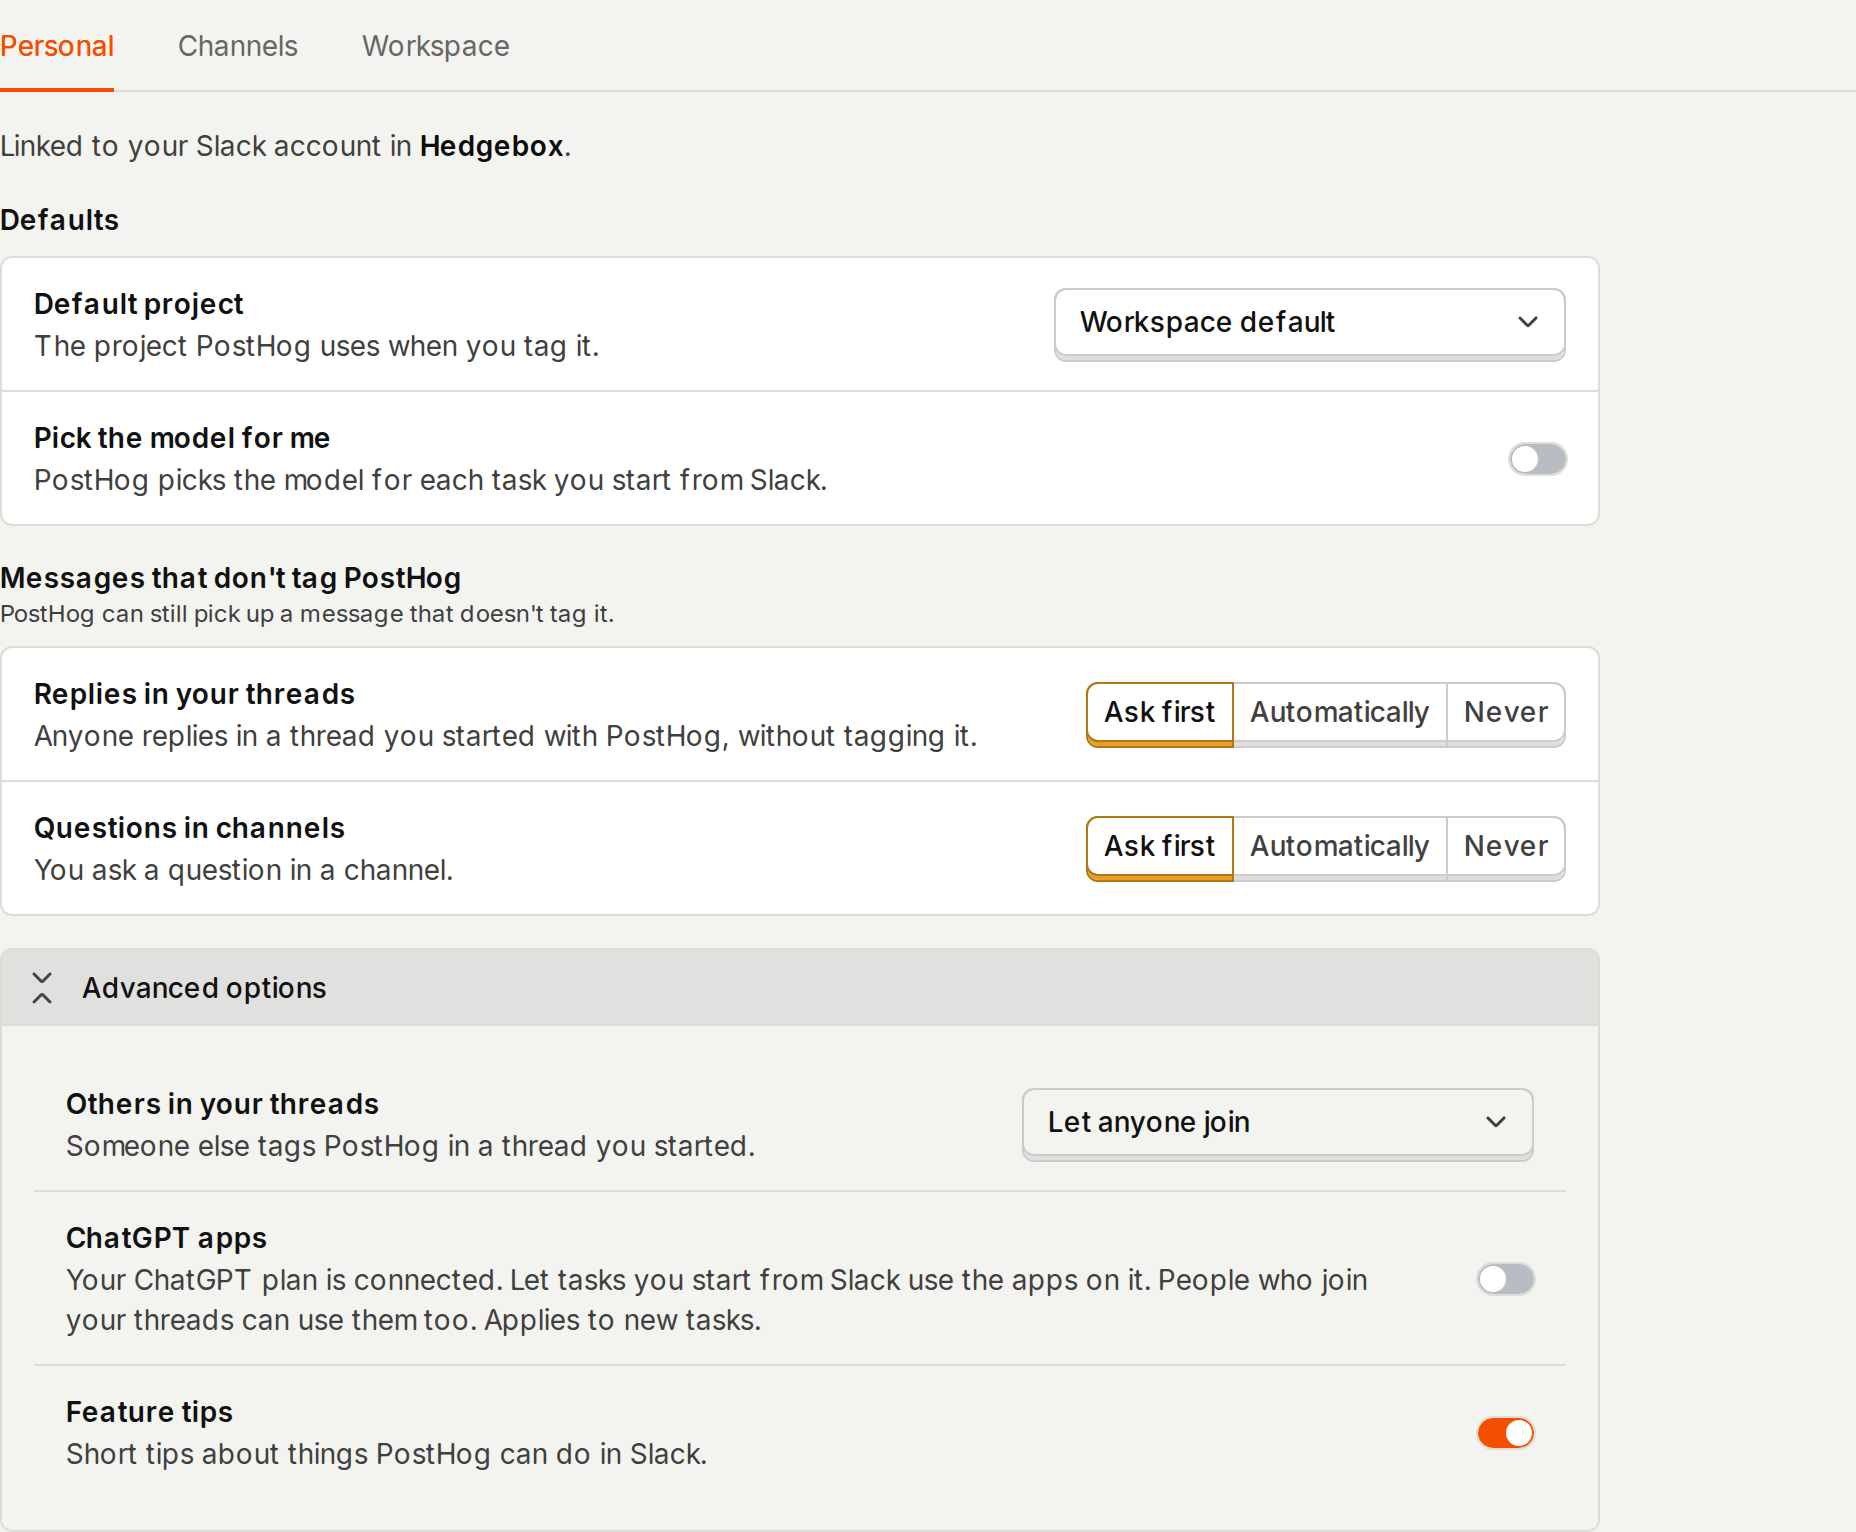 Personal
Channels
Workspace
Linked to your Slack account in Hedgebox.
Defaults
Default project
The project PostHog uses when you tag it.
Workspace default
Pick the model for me
PostHog picks the model for each task you start from Slack.
Messages that don't tag PostHog
PostHog can still pick up a message that doesn't tag it.
Replies in your threads
Anyone replies in a thread you started with PostHog, without tagging it.
Ask first
Automatically
Never
Questions in channels
You ask a question in a channel.
Ask first
Automatically
Never
Advanced options
Others in your threads
Someone else tags PostHog in a thread you started.
Let anyone join
ChatGPT apps
Your ChatGPT plan is connected. Let tasks you start from Slack use the apps on it. People who join
your threads can use them too. Applies to new tasks.
Feature tips
Short tips about things PostHog can do in Slack.